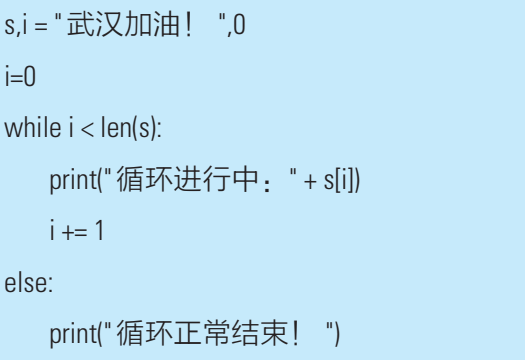 s,i = "武汉加油！ ",0
i=0
while i < len(s):
    print("循环进行中：" + s[i])
    i += 1
else:
    print("循环正常结束！ ")